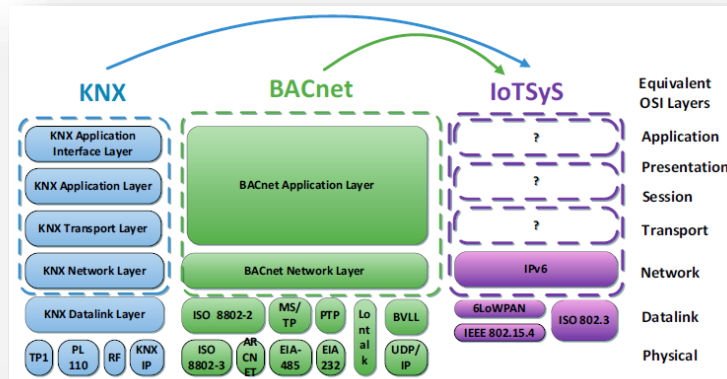 KNX
BACnet
IoTSyS
Equivalent
OSI Layers
KNX Application
Interface Layer
KNX Application Layer
KNX Transport Layer
KNX Network Layer
KNX Datalink Layer
TP1
PL
110
RF
KNX
IP
BACnet Application Layer
BACnet Network Layer
ISO 8802-2
MS/
TP
PTP
Lo
nt
al
k
BVLL
ISO
8802-3
AR
CN
ET
EIA-
485
EIA
232
UDP/
IP
?
?
?
IPv6
6LoWPAN
IEEE 802.15.4
ISO 802.3
Application
Presentation
Session
Transport
Network
Datalink
Physical